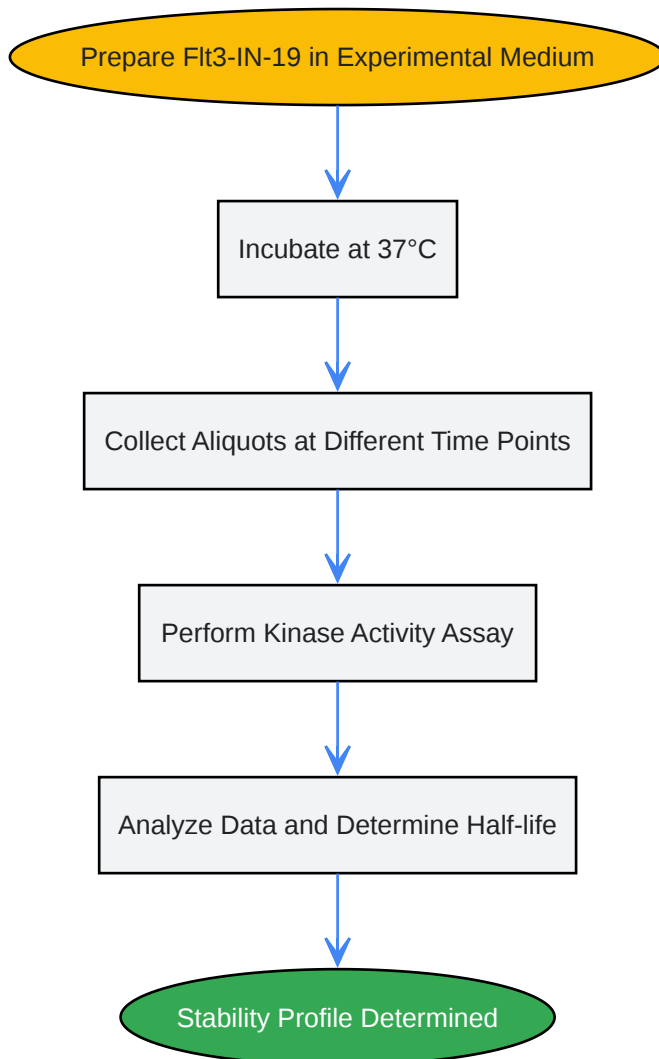 Prepare Flt3-IN-19 in Experimental Medium
Incubate at 37°C
Collect Aliquots at Different Time Points
Perform Kinase Activity Assay
Analyze Data and Determine Half-life
Stability Profile Determined